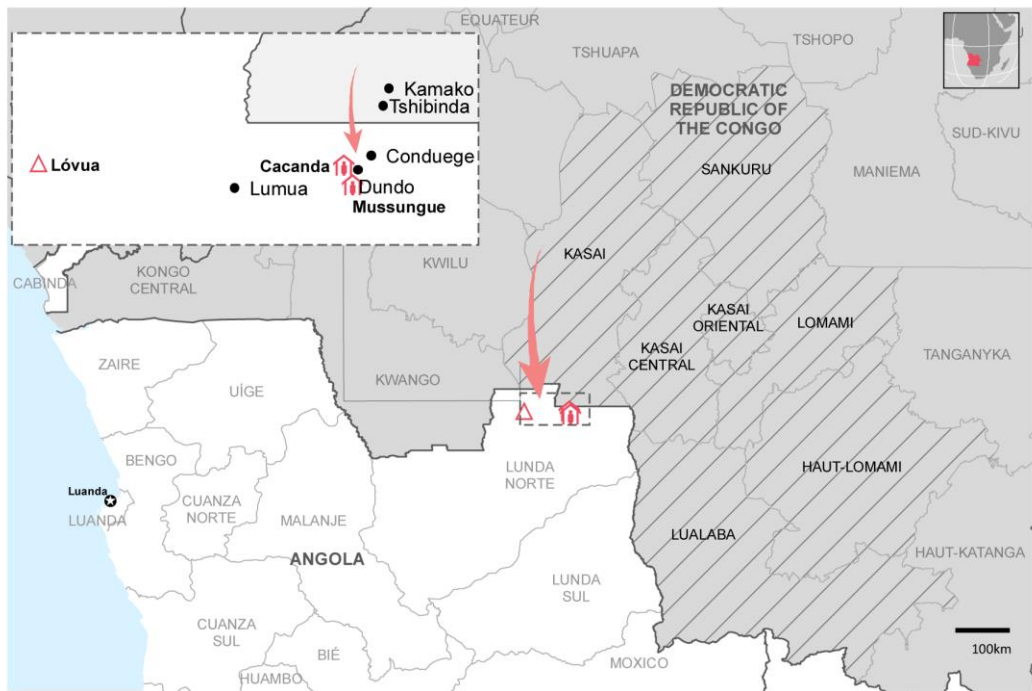 EQUATEUR
TSHUAPA
TSHOPO
DEMOCRATIC
REPUBLIC OF
THE CONGO
SUD-KIVU
SANKURU
MANIEMA
Kamako
Tshibinda
Lóvua
Cacanda
Conduege
Lumua
Dundo
Mussungue
CABINDA
KONGO
CENTRAL
KWILU
KASAI
KASAI
ORIENTAL
LOMAMI
KASAI
CENTRAL
TANGANYKA
ZAIRE
KWANGO
UÍGE
BENGO
LUNDA
NORTE
HAUT-LOMAMI
Luanda
LUANDA
CUANZA
NORTE
MALANJE
LUALABA
ANGOLA
HAUT-KATANGA
LUNDA
SUL
CUANZA
SUL
BIÉ
HUAMBO
MOXICO
100km